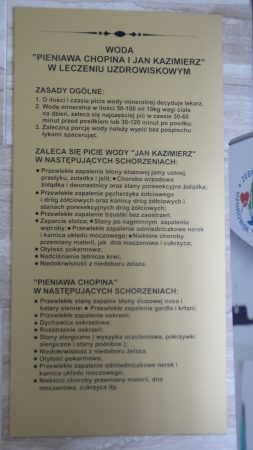 WODA
"PIENIAWA CHOPINA I JAN KAZIMIERZ"
W LECZENIU UZDROWISKOWYM
ZASADY OGÓLNE:
1. O ilości i czasie picia wody mineralnej decyduje lekarz.
2. Wodę mineralna w ilości 50-100 ml 10kg wagi ciała
na dzień, zaleca się najczęściej pić w czasie 30-60
minut przed posiłkiem lub 30-120 minut po posiłku.
3. Zalecaną porcję wody należy wypić bez pośpiechu
łykami spacerując.
ZALECA SIĘ PICIE WODY "JAN KAZIMIERZ"
W NASTĘPUJĄCYCH SCHORZENIACH:
● Przewlekłe zapalenie błony śluzowej jamy ustnej,
przełyku, żołądka i jelit; ● Choroba wrzodowa
żołądka i dwunastnicy oraz stany poresekcyjne żołądka;
● Przewlekłe zapalenie pęcherzyka żółciowego
i dróg żółciowych oraz kamicy dróg żółciowych i
stanach poresekcyjnych dróg żółciowych;
● Przewlekłe zapalenie trzustki bez zaostrzeń;
● Zaparcie stolca; ● Stany po nagminnym zapaleniu
wątroby ● Przewlekłe odmiedniczkowe nerek
i kamica układu moczowego; ● Niektóre choroby
przemiany materii, jak dna moczanowa i cukrzyca;
● Otyłość pokarmowa;
● Nadciśnienie tętnicze krwi;
● Niedokrwistość z niedoboru żelaza.
"PIENIAWA CHOPINA"
W NASTĘPUJĄCYCH SCHORZENIACH:
● Przewlekłe stany zapalne błony śluzowej nosa i
katary sienne; ● Przewlekłe zapalenie gardła i krtani;
● Przewlekłe zapalenie oskrzeli;
● Dychawica oskrzelowa;
● Rozstrzenie oskrzeli;
● Stany alergiczne ( wysypka uczuleniowa, pokrzywki
alergiczne i stany podobne );
● Niedokrwistość z niedoboru żelaza;
● Otyłość pokarmowa;
● Przewlekłe zapalenie odmiedniczkowe nerek i
kamica układu moczowego;
● Niektóre choroby przemiany materii, dna
moczanowa, cukrzyca itp.